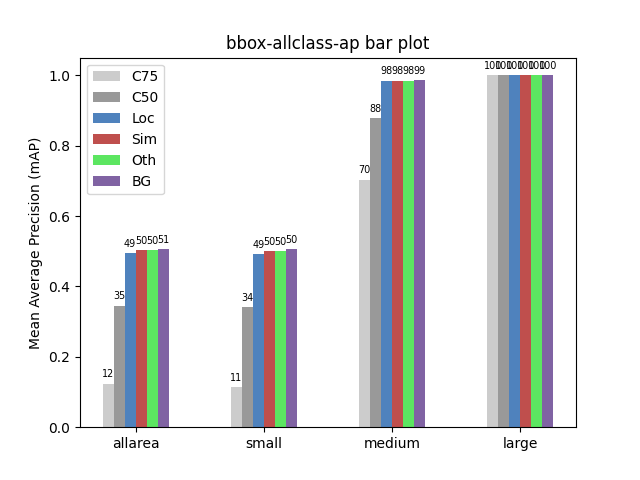 bbox-allclass-ap bar plot
Mean Average Precision (mAP)
1.0
0.8
0.6
0.4
0.2
0.0
C75
C50
Loc
Sim
Oth
BG
12 35 49 50 50 51
11 34 49 50 50 50
70 88 98 98 98 99
100 100 100 100 100 100
allarea small medium large